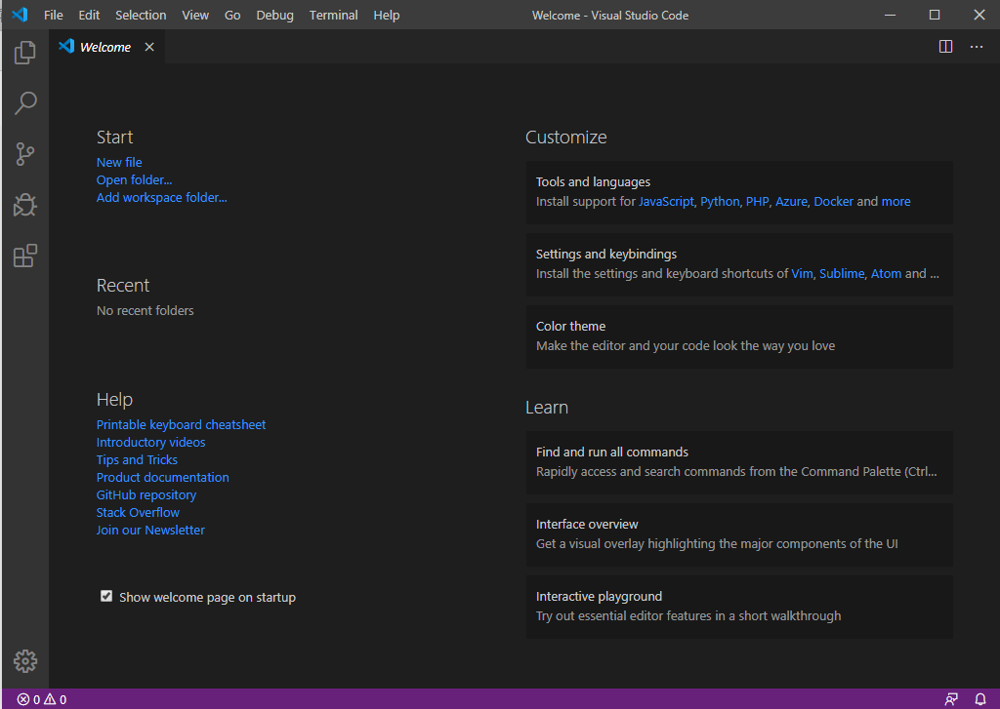 File Edit Selection View Go Debug Terminal Help Welcome - Visual Studio Code
Welcome
Start
New file
Open folder...
Add workspace folder...
Recent
No recent folders
Help
Printable keyboard cheatsheet
Introductory videos
Tips and Tricks
Product documentation
GitHub repository
Stack Overflow
Join our Newsletter
Show welcome page on startup
Customize
Tools and languages
Install support for JavaScript, Python, PHP, Azure, Docker and more
Settings and keybindings
Install the settings and keyboard shortcuts of Vim, Sublime, Atom and ...
Color theme
Make the editor and your code look the way you love
Learn
Find and run all commands
Rapidly access and search commands from the Command Palette (Ctrl...
Interface overview
Get a visual overlay highlighting the major components of the UI
Interactive playground
Try out essential editor features in a short walkthrough
0 0